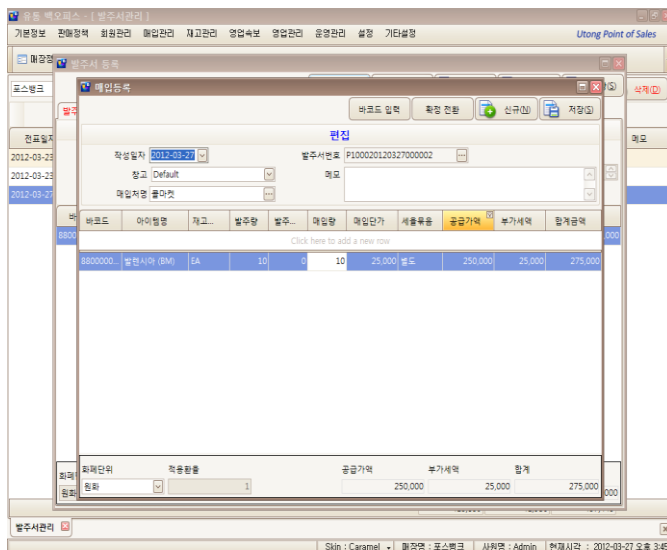 유통 백오피스 - [ 발주서관리 ]
기본정보 판매정책 회원관리 매입관리 재고관리 영업속보 영업관리 운영관리 설정 기타설정 Utong Point of Sales
발주서 등록
포스뱅크 삭제(D)
매입등록
바코드 입력 확정 전환 신규(N) 저장(S)
편집
전표일자 메모
작성일자 2012-03-27 발주서번호 P100020120327000002
2012-03-23
창고 Default 메모
2012-03-23
매입처명 쿨마켓
2012-03-27
바코드 아이템명 재고... 발주량 발주... 매입량 매입단가 세율묶음 공급가액 부가세액 합계금액
Click here to add a new row
8800000... 발렌시아 (BM) EA 10 0 10 25,000 별도 250,000 25,000 275,000
화폐단위 적용환율 공급가액 부가세액 합계
원화 1 250,000 25,000 275,000
발주서관리
Skin : Caramel 매장명 : 포스뱅크 사원명 : Admin 현재시각 : 2012-03-27 오후 3:45